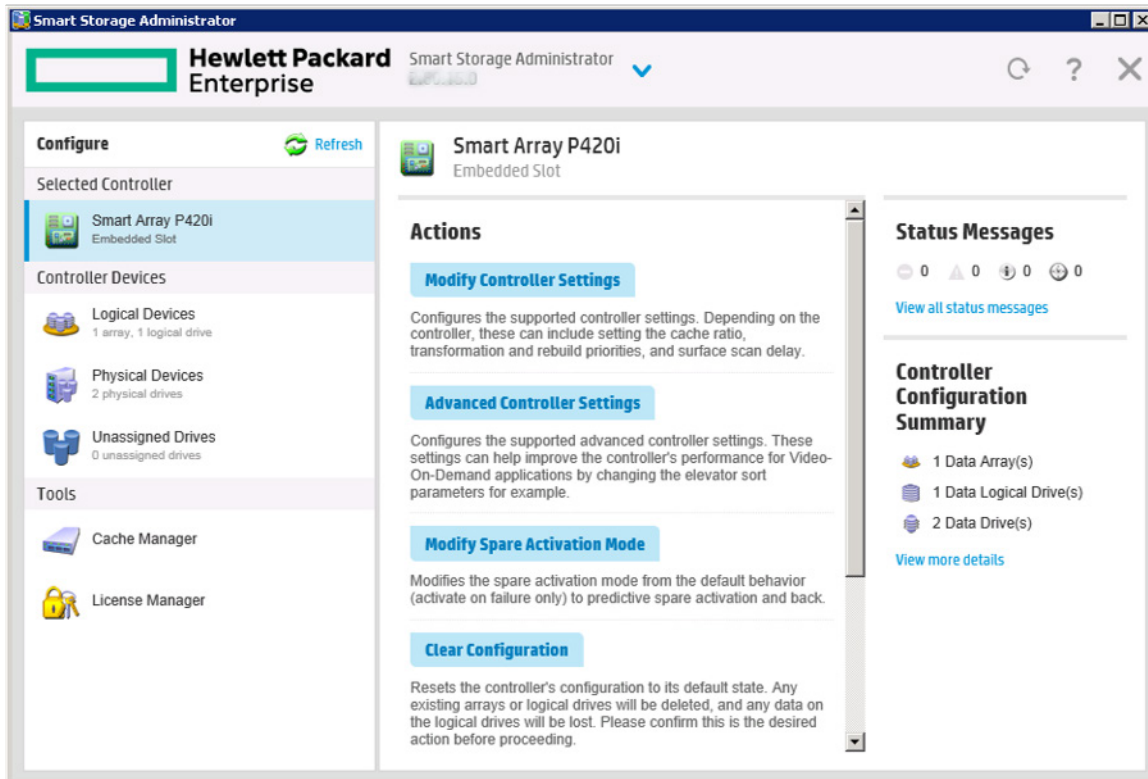 Smart Storage Administrator
Hewlett Packard
Enterprise
Smart Storage Administrator
?
Configure
Refresh
Selected Controller
Smart Array P420i
Embedded Slot
Controller Devices
Logical Devices
1 array, 1 logical drive
Physical Devices
2 physical drives
Unassigned Drives
0 unassigned drives
Tools
Cache Manager
License Manager
Smart Array P420i
Embedded Slot
Actions
Modify Controller Settings
Configures the supported controller settings. Depending on the
controller, these can include setting the cache ratio,
transformation and rebuild priorities, and surface scan delay.
Advanced Controller Settings
Configures the supported advanced controller settings. These
settings can help improve the controller's performance for Video-
On-Demand applications by changing the elevator sort
parameters for example.
Modify Spare Activation Mode
Modifies the spare activation mode from the default behavior
(activate on failure only) to predictive spare activation and back.
Clear Configuration
Resets the controller's configuration to its default state. Any
existing arrays or logical drives will be deleted, and any data on
the logical drives will be lost. Please confirm this is the desired
action before proceeding.
Status Messages
0 0 0 0
View all status messages
Controller
Configuration
Summary
1 Data Array(s)
1 Data Logical Drive(s)
2 Data Drive(s)
View more details